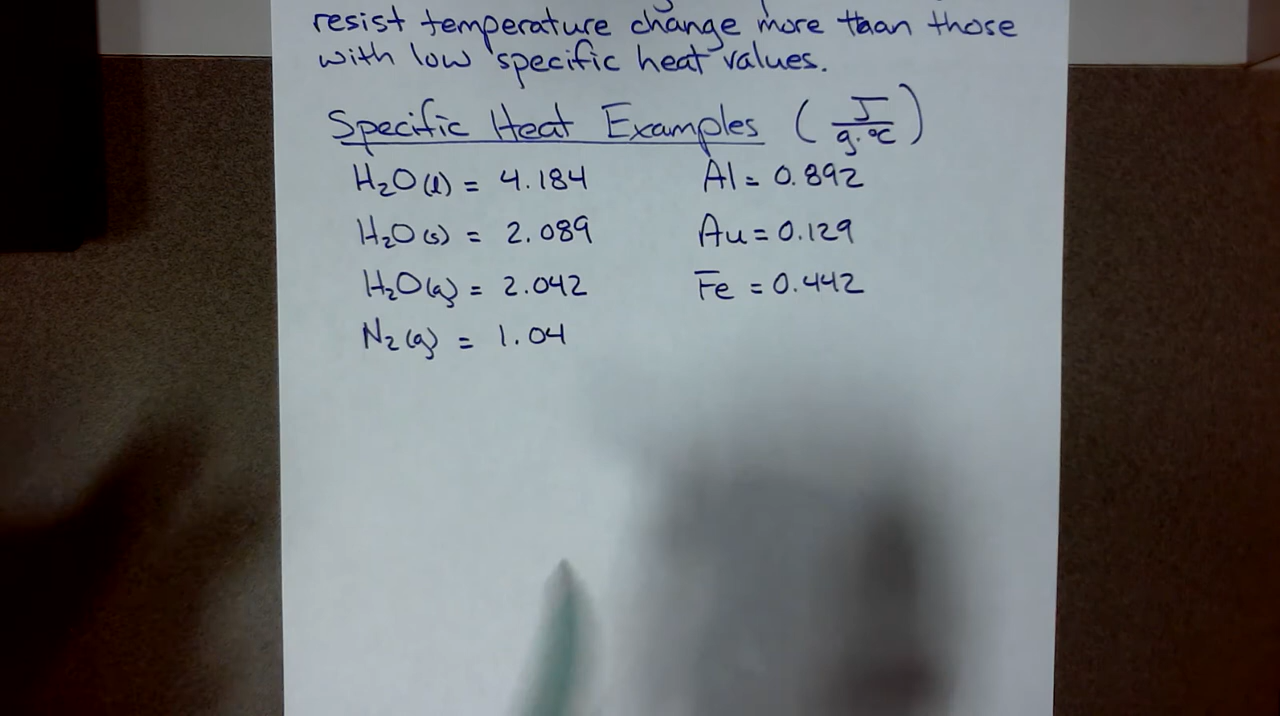 resist temperature change more than those
with low specific heat values.
Specific Heat Examples ( J / g·°C )
H₂O(l) = 4.184 Al = 0.892
H₂O(s) = 2.089 Au = 0.129
H₂O(g) = 2.042 Fe = 0.442
N₂(g) = 1.04